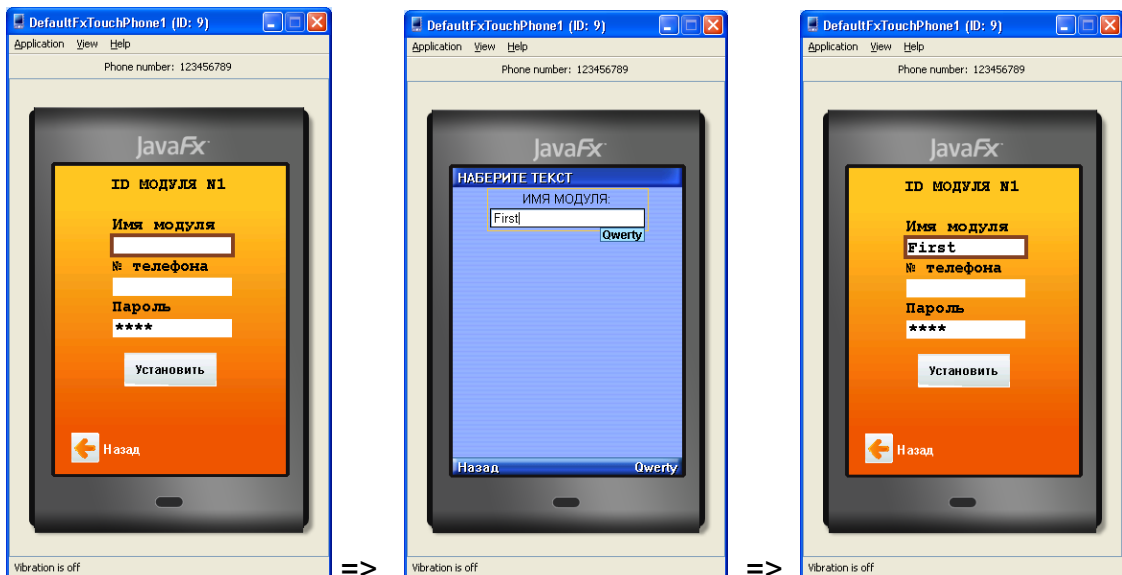 DefaultFxTouchPhone1 (ID: 9)
Application View Help
Phone number: 123456789
JavaFx
ID МОДУЛЯ N1
Имя модуля
№ телефона
Пароль
****
Установить
Назад
Vibration is off
=>
DefaultFxTouchPhone1 (ID: 9)
Application View Help
Phone number: 123456789
JavaFx
НАБЕРИТЕ ТЕКСТ
ИМЯ МОДУЛЯ:
First
Qwerty
Назад Qwerty
Vibration is off
=>
DefaultFxTouchPhone1 (ID: 9)
Application View Help
Phone number: 123456789
JavaFx
ID МОДУЛЯ N1
Имя модуля
First
№ телефона
Пароль
****
Установить
Назад
Vibration is off